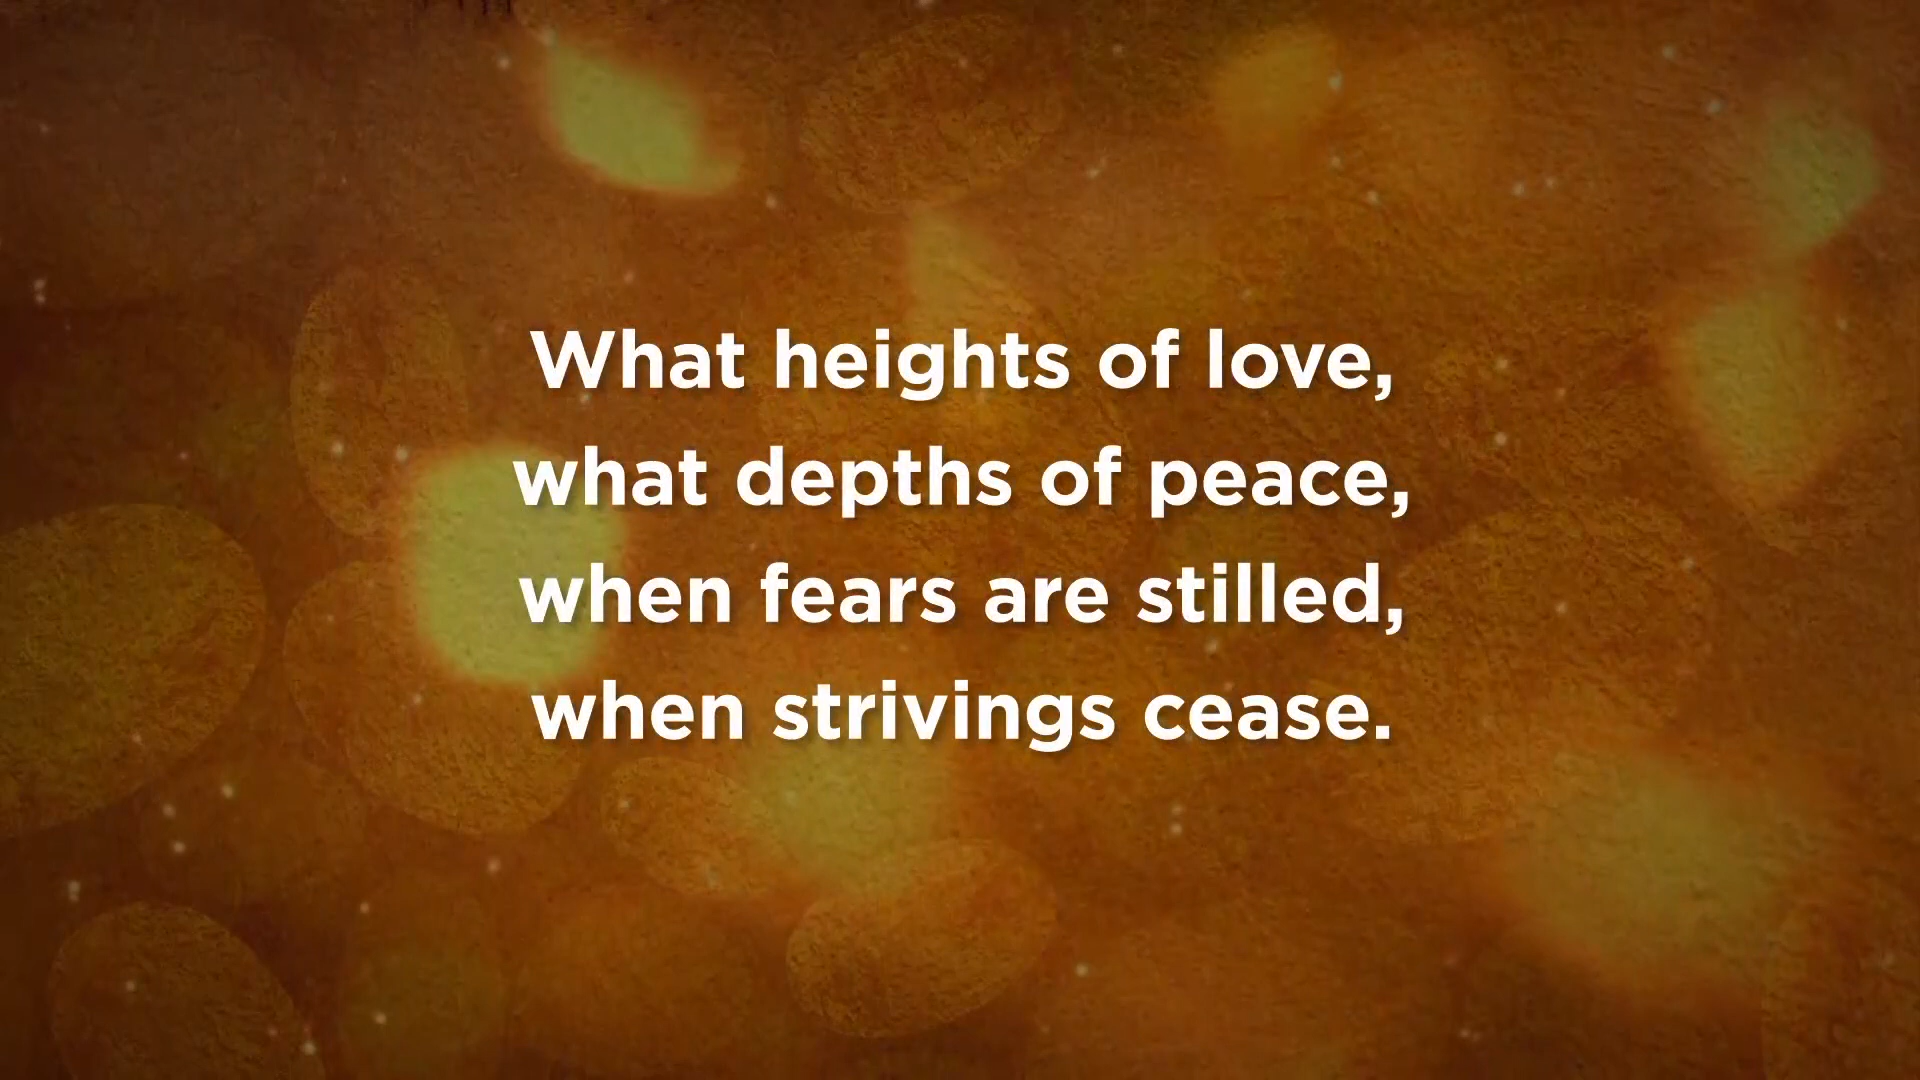 What heights of love,
what depths of peace,
when fears are stilled,
when strivings cease.